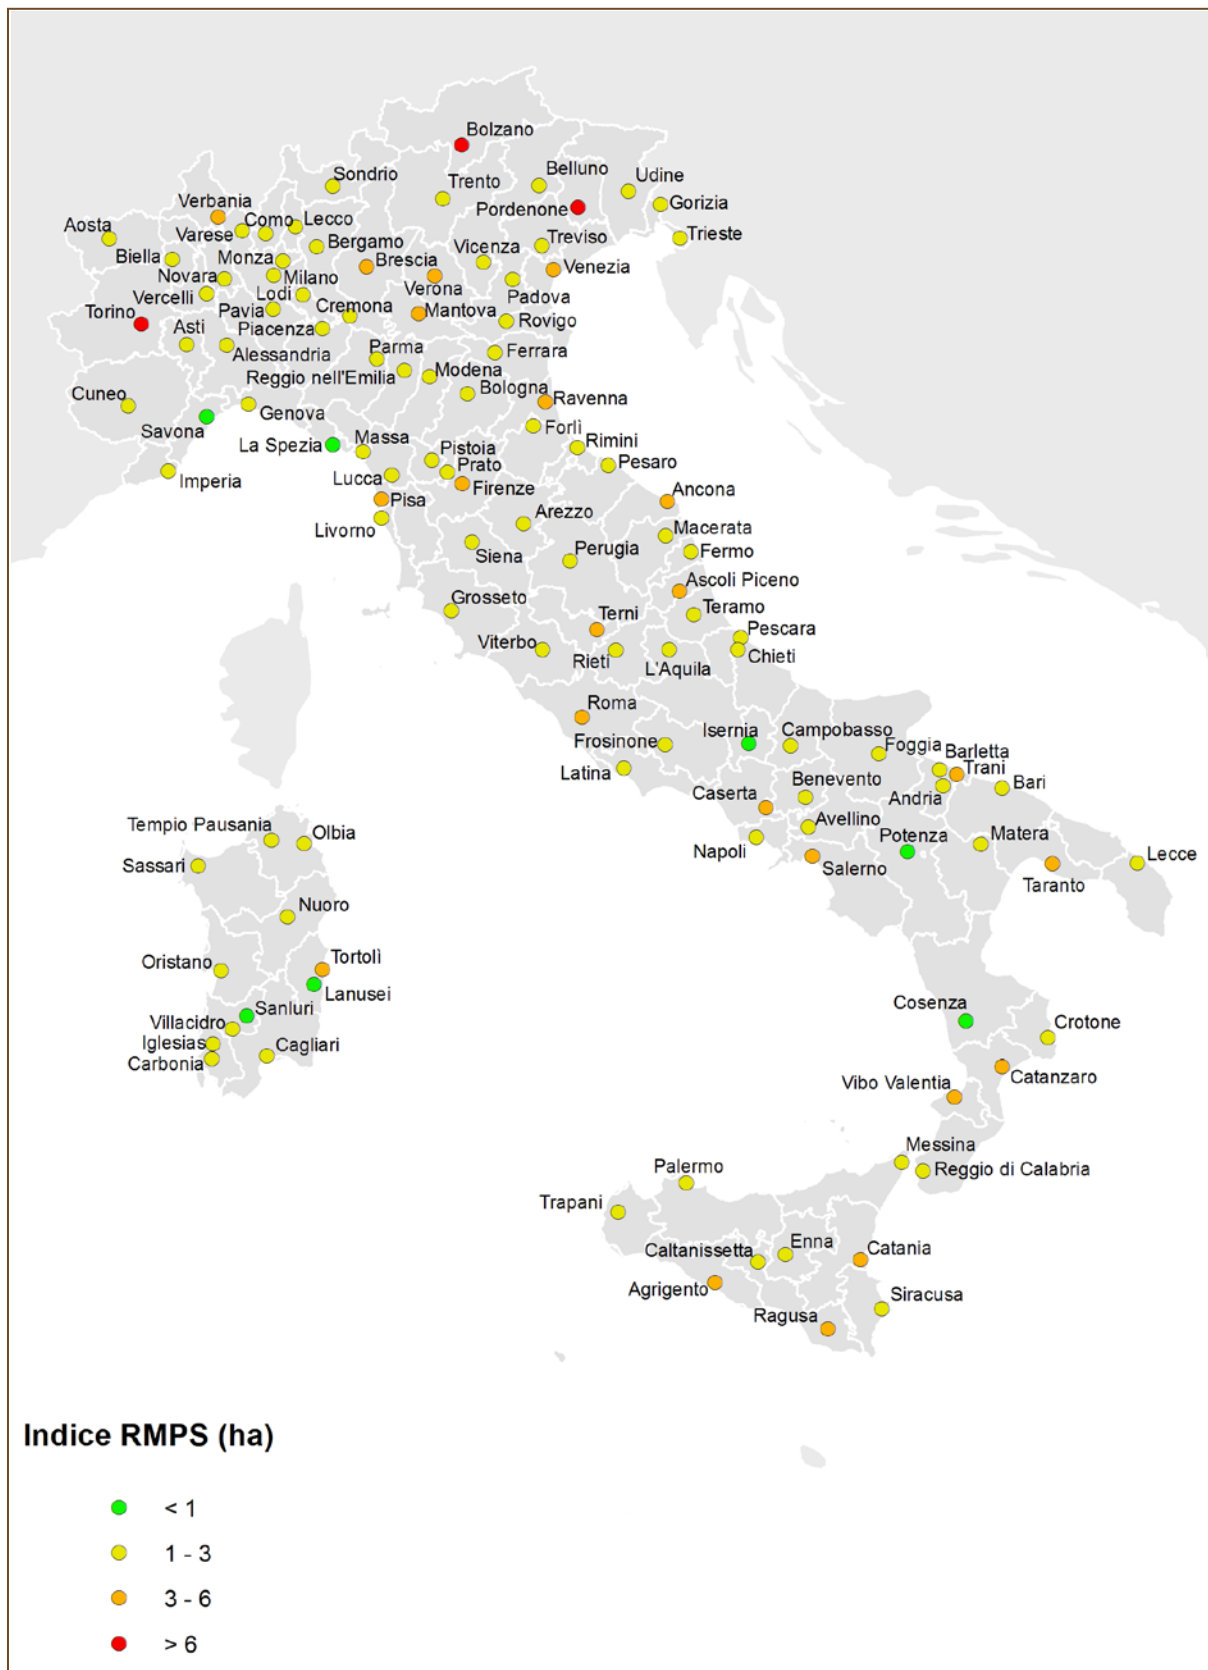 Bolzano
Sondrio
Belluno
Trento
Udine
Verbania
Pordenone
Gorizia
Aosta
Como
Lecco
Varese
Treviso
Trieste
Bergamo
Vicenza
Biella
Monza
Brescia
Venezia
Novara
Milano
Verona
Padova
Vercelli
Lodi
Pavia
Cremona
Mantova
Torino
Rovigo
Piacenza
Asti
Alessandria
Parma
Ferrara
Modena
Reggio nell'Emilia
Bologna
Cuneo
Ravenna
Genova
Forlì
Savona
La Spezia
Massa
Pistoia
Rimini
Prato
Pesaro
Imperia
Lucca
Firenze
Ancona
Pisa
Arezzo
Livorno
Macerata
Siena
Perugia
Fermo
Ascoli Piceno
Grosseto
Terni
Teramo
Pescara
Viterbo
Rieti
L'Aquila
Chieti
Roma
Isernia
Campobasso
Frosinone
Foggia
Barletta
Trani
Latina
Benevento
Bari
Caserta
Andria
Avellino
Potenza
Matera
Napoli
Salerno
Taranto
Lecce
Tempio Pausania
Olbia
Sassari
Nuoro
Tortolì
Oristano
Lanusei
Cosenza
Sanluri
Villacidro
Crotone
Iglesias
Cagliari
Carbonia
Catanzaro
Vibo Valentia
Messina
Palermo
Reggio di Calabria
Trapani
Enna
Caltanissetta
Catania
Agrigento
Siracusa
Ragusa
Indice RMPS (ha)
< 1
1 - 3
3 - 6
> 6